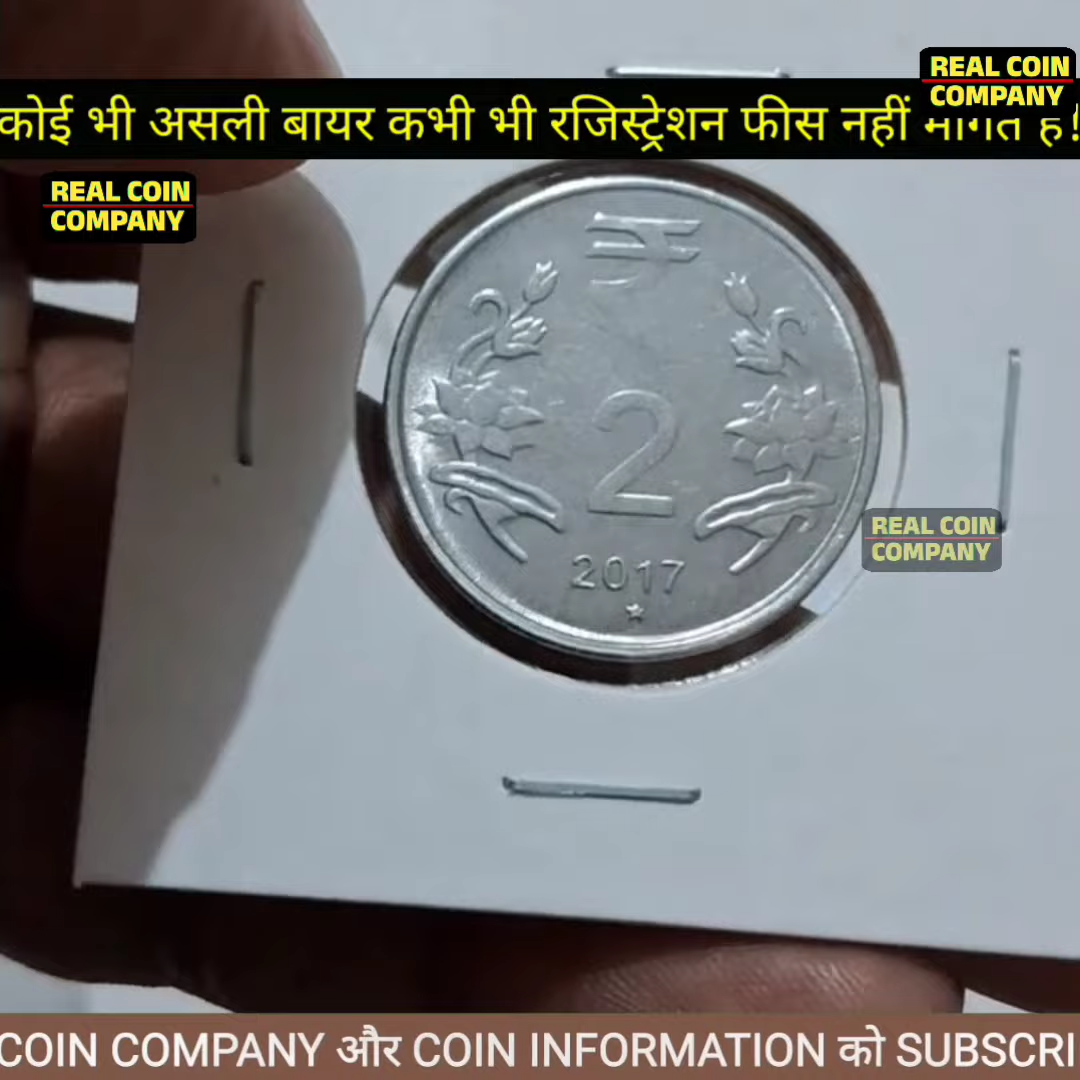 REAL COIN
COMPANY
कोई भी असली बायर कभी भी रजिस्ट्रेशन फीस नहीं
REAL COIN
COMPANY
₹
2
2017
REAL COIN
COMPANY
COIN COMPANY और COIN INFORMATION को SUBSCRI